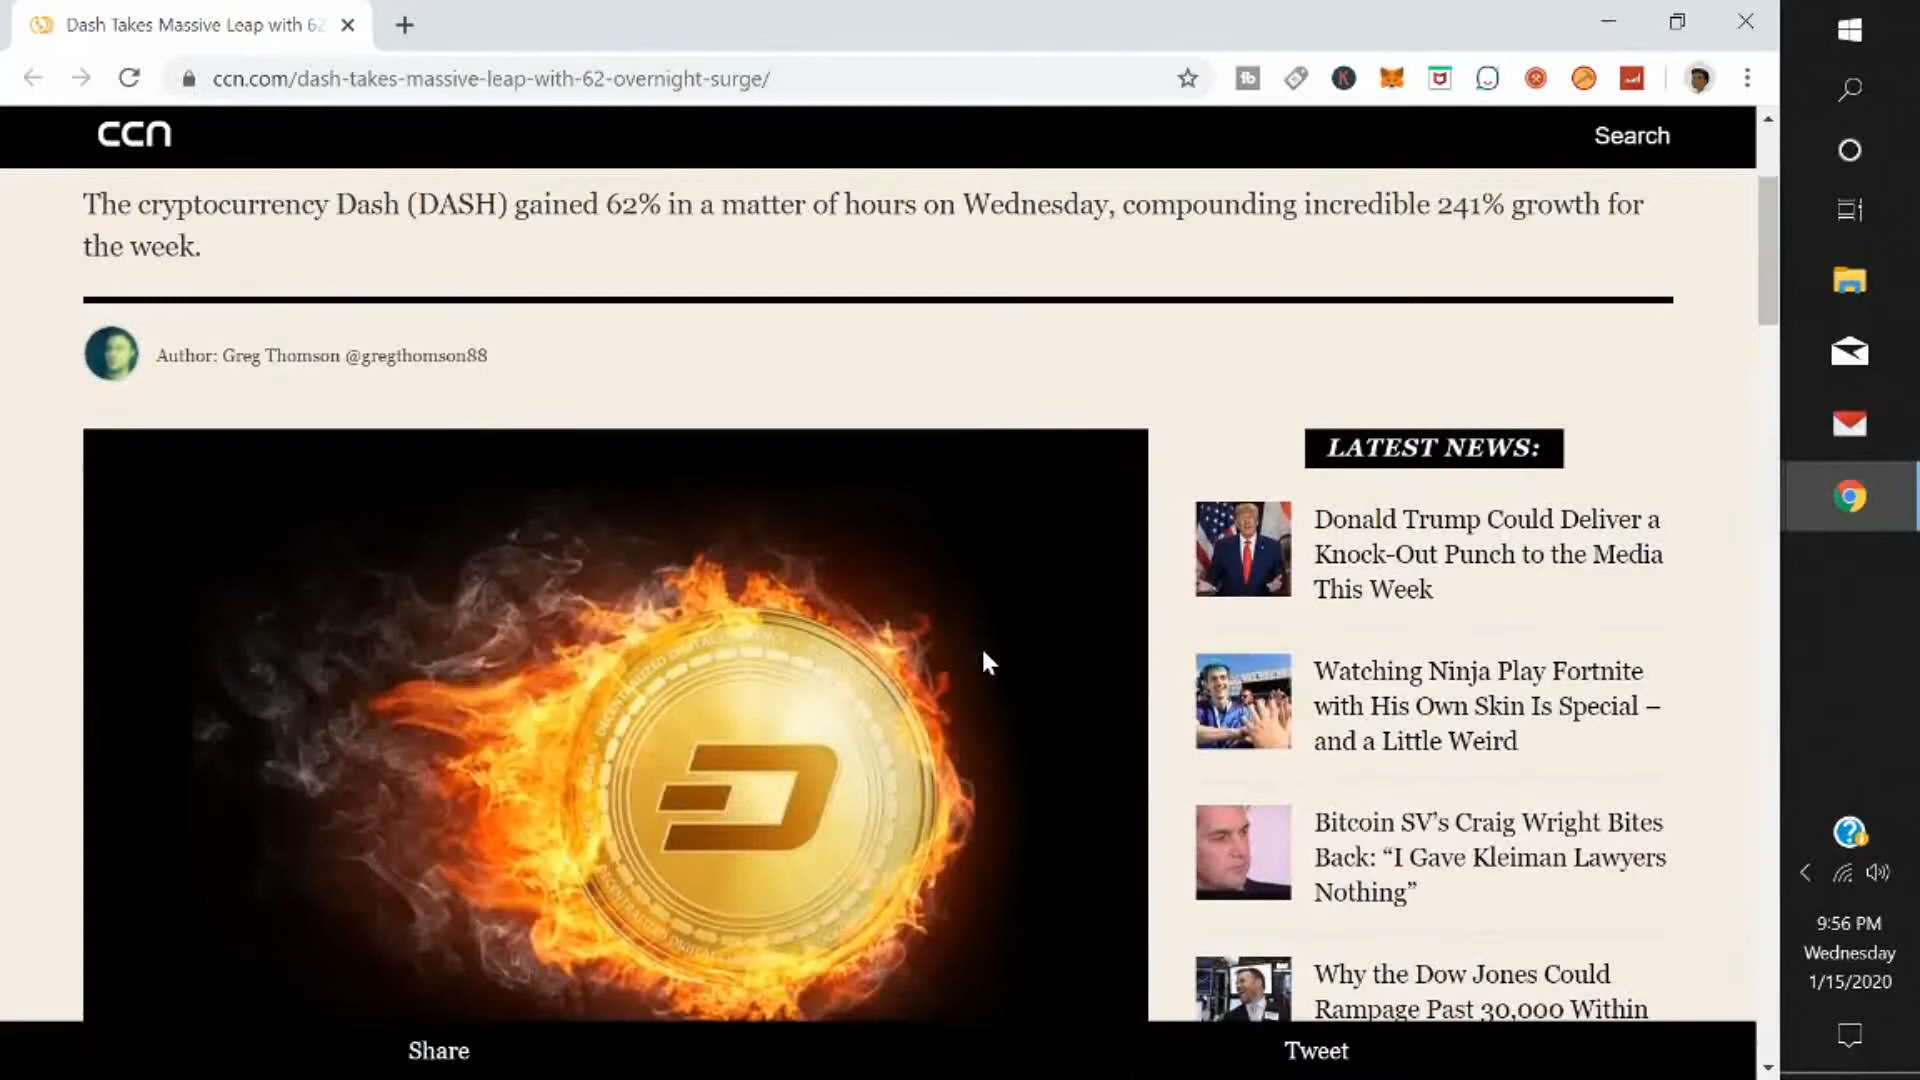 Dash Takes Massive Leap with 62
ccn.com/dash-takes-massive-leap-with-62-overnight-surge/
ccn
Search
The cryptocurrency Dash (DASH) gained 62% in a matter of hours on Wednesday, compounding incredible 241% growth for
the week.
Author: Greg Thomson @gregthomson88
LATEST NEWS:
Donald Trump Could Deliver a
Knock-Out Punch to the Media
This Week
Watching Ninja Play Fortnite
with His Own Skin Is Special –
and a Little Weird
Bitcoin SV's Craig Wright Bites
Back: “I Gave Kleiman Lawyers
Nothing”
Why the Dow Jones Could
Rampage Past 30,000 Within
Share
Tweet
9:56 PM
Wednesday
1/15/2020